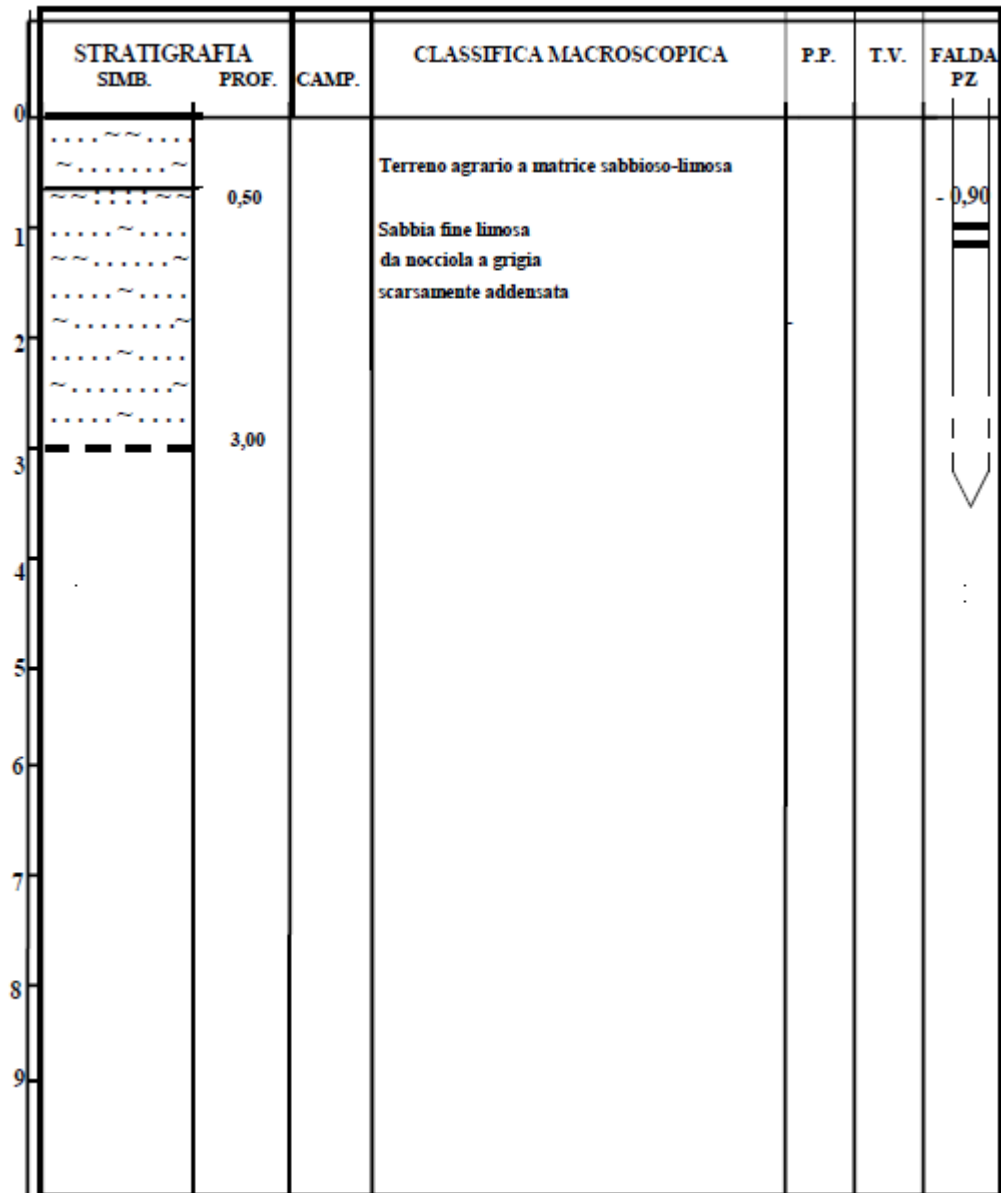 STRATIGRAFIA
SIMB. PROF. CAMP. CLASSIFICA MACROSCOPICA P.P. T.V. FALDA PZ
0
....~~....
~.......~ Terreno agrario a matrice sabbioso-limosa
~~::::~~ 0,50 - 0,90
1 .....~.... Sabbia fine limosa
~~......~ da nocciola a grigia
.....~.... scarsamente addensata
~........~ -
2
.....~....
~........~
.....~.... 3,00
3
4
5
6
7
8
9